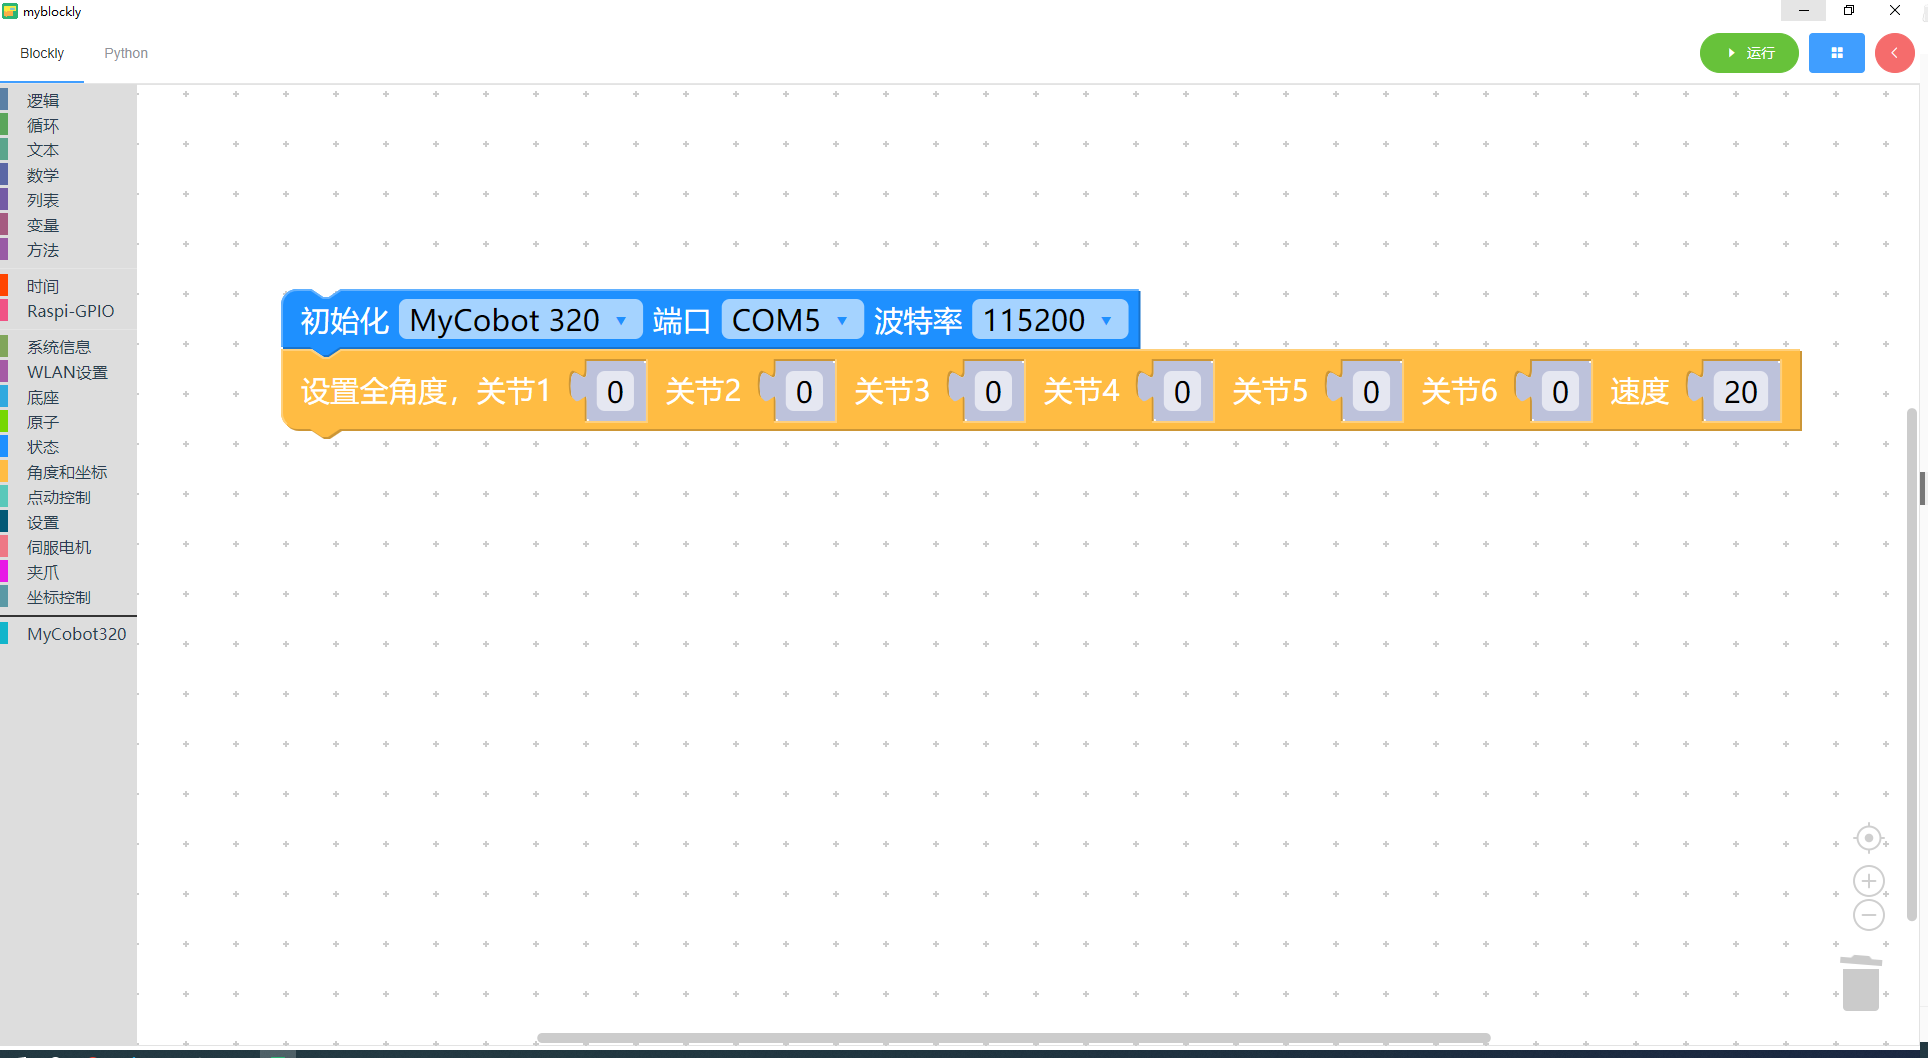 myblockly
Blockly Python 运行
逻辑
循环
文本
数学
列表
变量
方法
时间
Raspi-GPIO
系统信息
WLAN设置
底座
原子
状态
角度和坐标
点动控制
设置
伺服电机
夹爪
坐标控制
MyCobot320
初始化 MyCobot 320 端口 COM5 波特率 115200
设置全角度，关节1 0 关节2 0 关节3 0 关节4 0 关节5 0 关节6 0 速度 20